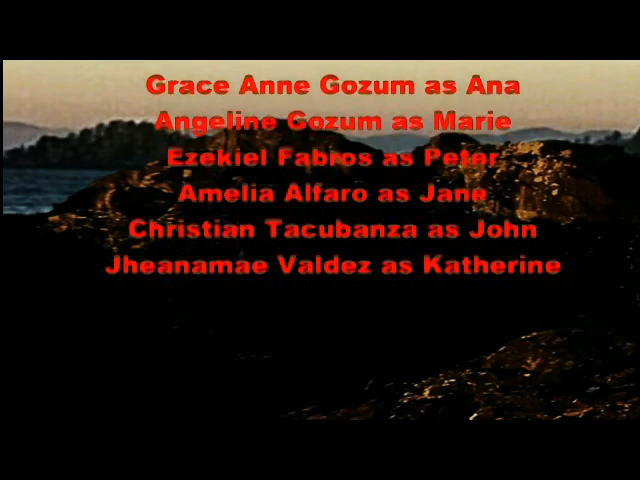 Grace Anne Gozum as Ana
Angeline Gozum as Marie
Ezekiel Fabros as Peter
Amelia Alfaro as Jane
Christian Tacubanza as John
Jheanamae Valdez as Katherine